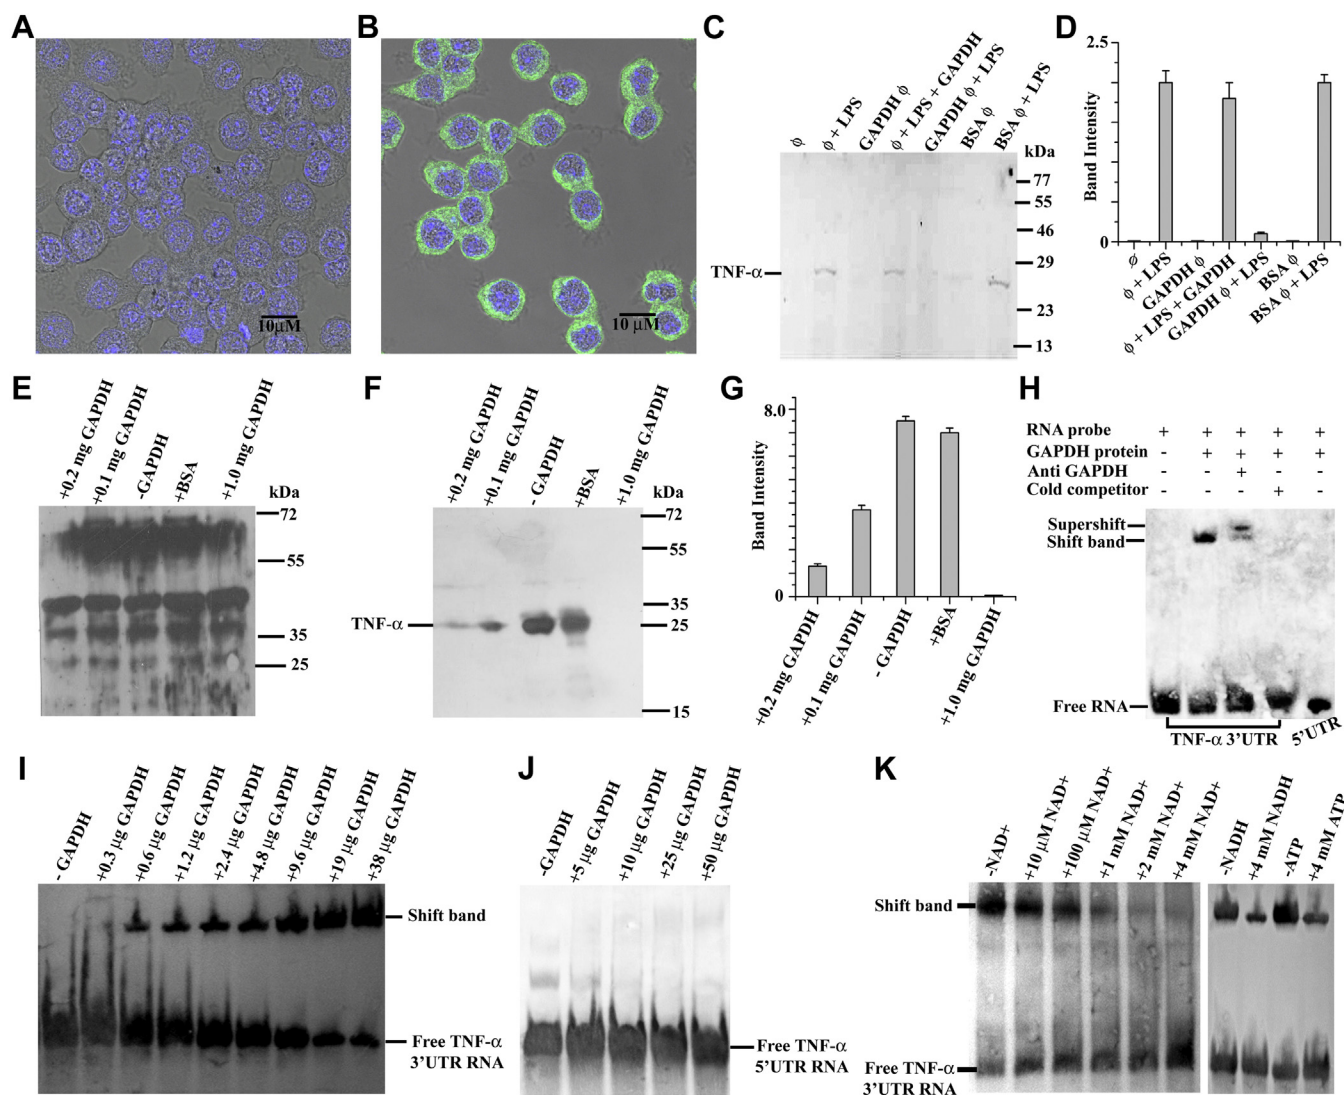 A
10µM
B
10 µM
C
ϕ
ϕ + LPS
GAPDH ϕ
ϕ + LPS + GAPDH
GAPDH ϕ + LPS
BSA ϕ
BSA ϕ + LPS
kDa
77
55
46
29
23
13
TNF-α
D
2.5
0
Band Intensity
ϕ
ϕ + LPS
GAPDH ϕ
ϕ + LPS + GAPDH
GAPDH ϕ + LPS
BSA ϕ
BSA ϕ + LPS
E
+0.2 mg GAPDH
+0.1 mg GAPDH
-GAPDH
+BSA
+1.0 mg GAPDH
kDa
72
55
35
25
F
+0.2 mg GAPDH
+0.1 mg GAPDH
- GAPDH
+BSA
+1.0 mg GAPDH
kDa
72
55
35
25
15
TNF-α
G
8.0
0
Band Intensity
+0.2 mg GAPDH
+0.1 mg GAPDH
- GAPDH
+BSA
+1.0 mg GAPDH
H
RNA probe + + + + +
GAPDH protein - + + + +
Anti GAPDH - - + - -
Cold competitor - - - + -
Supershift
Shift band
Free RNA
TNF-α 3'UTR
5'UTR
I
- GAPDH
+0.3 µg GAPDH
+0.6 µg GAPDH
+1.2 µg GAPDH
+2.4 µg GAPDH
+4.8 µg GAPDH
+9.6 µg GAPDH
+19 µg GAPDH
+38 µg GAPDH
Shift band
Free TNF-α
3'UTR RNA
J
-GAPDH
+5 µg GAPDH
+10 µg GAPDH
+25 µg GAPDH
+50 µg GAPDH
Free TNF-α
5'UTR RNA
K
-NAD+
+10 µM NAD+
+100 µM NAD+
+1 mM NAD+
+2 mM NAD+
+4 mM NAD+
-NADH
+4 mM NADH
-ATP
+4 mM ATP
Shift band
Free TNF-α
3'UTR RNA